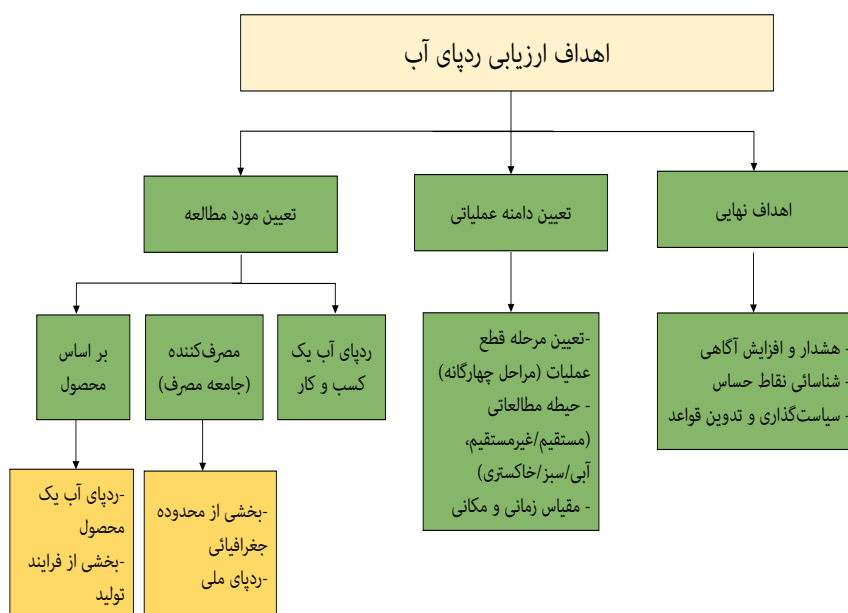 اهداف ارزیابی ردپای آب
اهداف نهایی
تعیین دامنه عملیاتی
تعیین مورد مطالعه
- هشدار و افزایش آگاهی
- شناسائی نقاط حساس
- سیاست‌گذاری و تدوین قواعد
-تعیین مرحله قطع
عملیات (مراحل چهارگانه)
- حیطه مطالعاتی
(مستقیم/غیرمستقیم،
آبی/سبز/خاکستری)
- مقیاس زمانی و مکانی
ردپای آب یک
کسب و کار
مصرف‌کننده
(جامعه مصرف)
بر اساس
محصول
-بخشی از محدوده
جغرافیائی
-ردپای ملی
-ردپای آب یک
محصول
-بخشی از فرایند
تولید